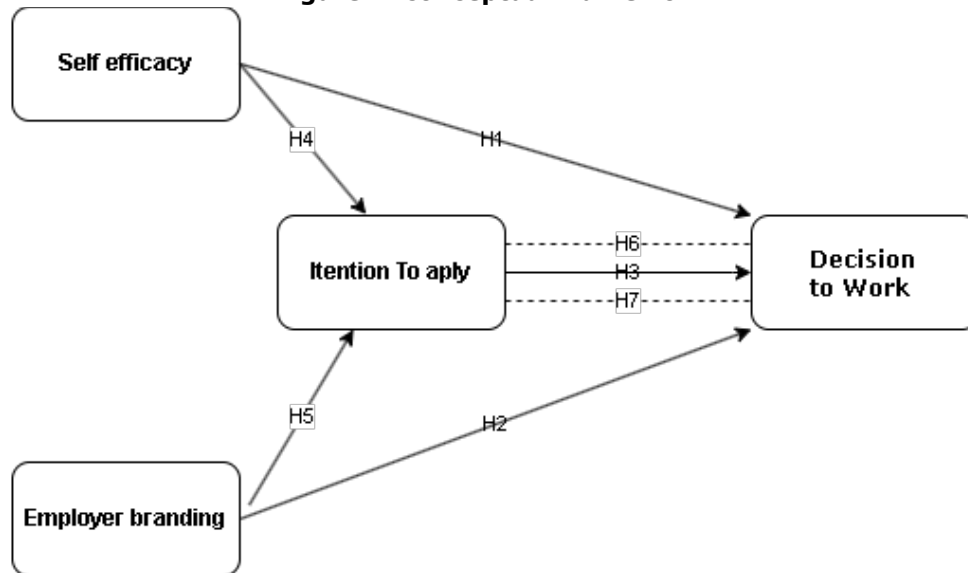 Self efficacy
H4
H1
Itention To aply
H6
H3
H7
Decision
to Work
H5
H2
Employer branding